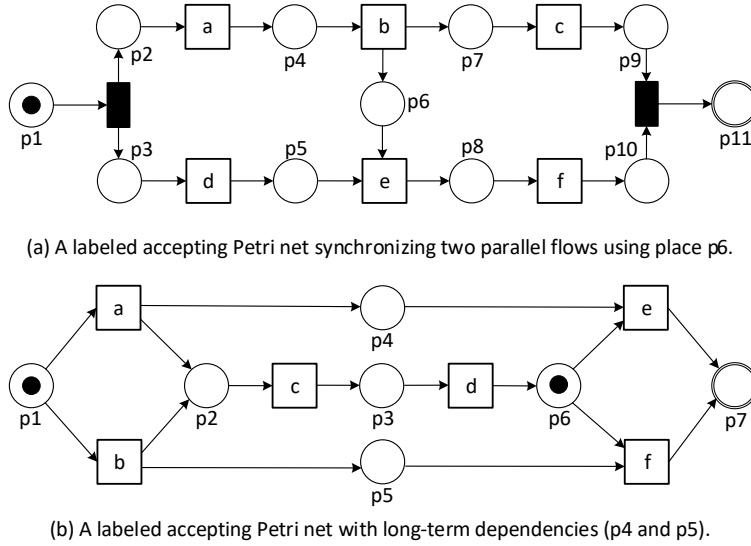 a b c
p2 p4 p7 p9
p1 p6 p11
p3 p5 p8 p10
d e f
(a) A labeled accepting Petri net synchronizing two parallel flows using place p6.
a e
p4
c d
p1 p2 p3 p6 p7
b f
p5
(b) A labeled accepting Petri net with long-term dependencies (p4 and p5).